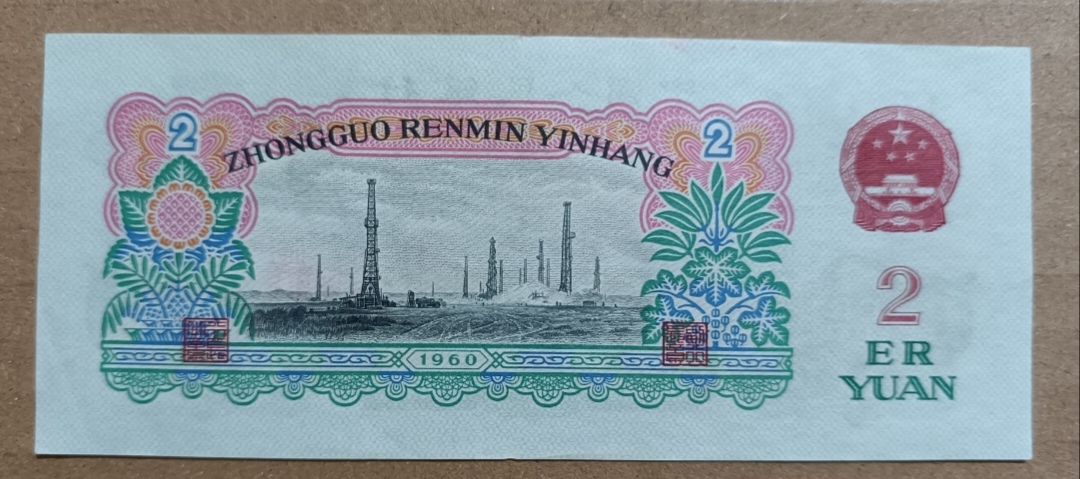 2
2
ZHONGGUO RENMIN YINHANG
2
ER
YUAN
1960